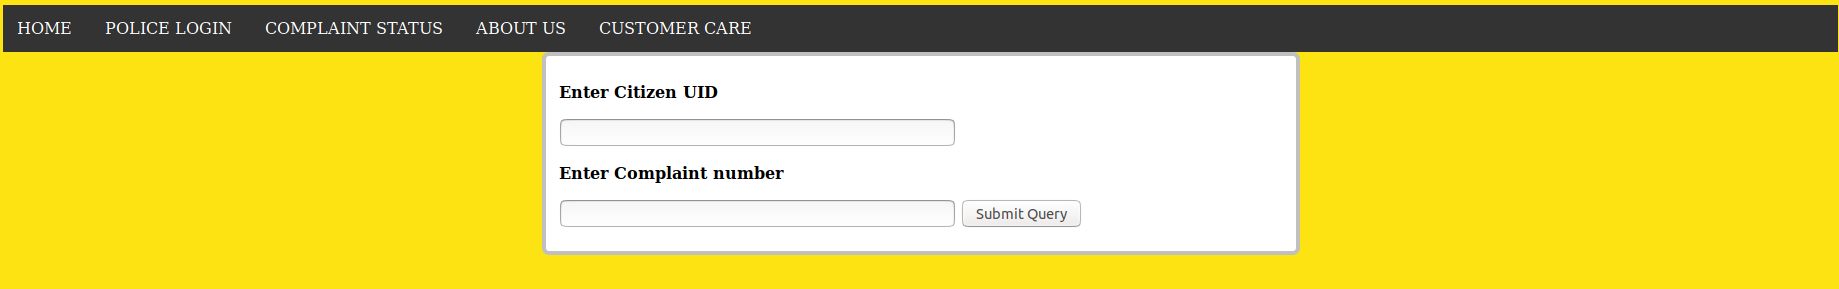 HOME POLICE LOGIN COMPLAINT STATUS ABOUT US CUSTOMER CARE
Enter Citizen UID
Enter Complaint number
Submit Query